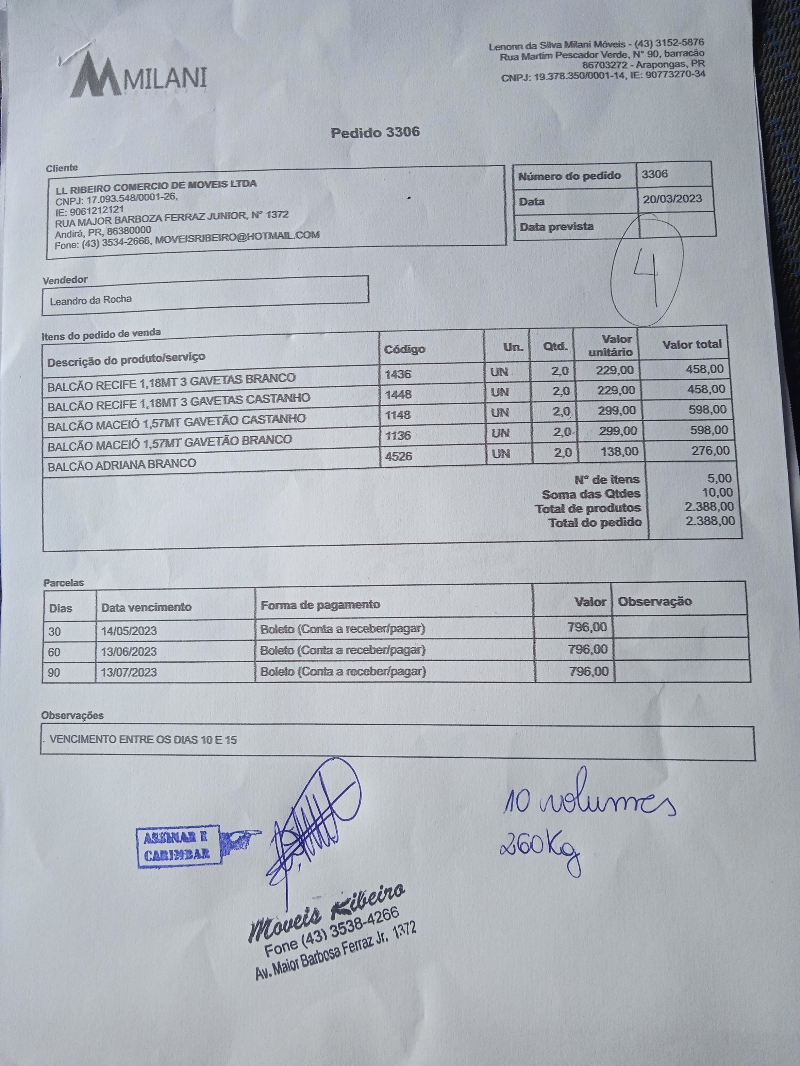 MILANI
Lenonn da Silva Milani Móveis - (43) 3152-5876
Rua Martim Pescador Verde, N° 90, barracão
86703272 - Arapongas, PR
CNPJ: 19.378.350/0001-14, IE: 90773270-34
Pedido 3306
Cliente
LL RIBEIRO COMERCIO DE MOVEIS LTDA
CNPJ: 17.093.548/0001-26,
IE: 9061212121
RUA MAJOR BARBOZA FERRAZ JUNIOR, N° 1372
Andirá, PR, 86380000
Fone: (43) 3534-2666, MOVEISRIBEIRO@HOTMAIL.COM
Número do pedido 3306
Data 20/03/2023
Data prevista
4
Vendedor
Leandro da Rocha
Itens do pedido de venda
Descrição do produto/serviço Código Un. Qtd. Valor unitário Valor total
BALCÃO RECIFE 1,18MT 3 GAVETAS BRANCO 1436 UN 2,0 229,00 458,00
BALCÃO RECIFE 1,18MT 3 GAVETAS CASTANHO 1448 UN 2,0 229,00 458,00
BALCÃO MACEIÓ 1,57MT GAVETÃO CASTANHO 1148 UN 2,0 299,00 598,00
BALCÃO MACEIÓ 1,57MT GAVETÃO BRANCO 1136 UN 2,0 299,00 598,00
BALCÃO ADRIANA BRANCO 4526 UN 2,0 138,00 276,00
N° de itens 5,00
Soma das Qtdes 10,00
Total de produtos 2.388,00
Total do pedido 2.388,00
Parcelas
Dias Data vencimento Forma de pagamento Valor Observação
30 14/05/2023 Boleto (Conta a receber/pagar) 796,00
60 13/06/2023 Boleto (Conta a receber/pagar) 796,00
90 13/07/2023 Boleto (Conta a receber/pagar) 796,00
Observações
VENCIMENTO ENTRE OS DIAS 10 E 15
10 volumes
260Kg
ASSINAR E
CARIMBAR
Moveis Ribeiro
Fone (43) 3538-4266
Av. Maior Barbosa Ferraz Jr. 1372